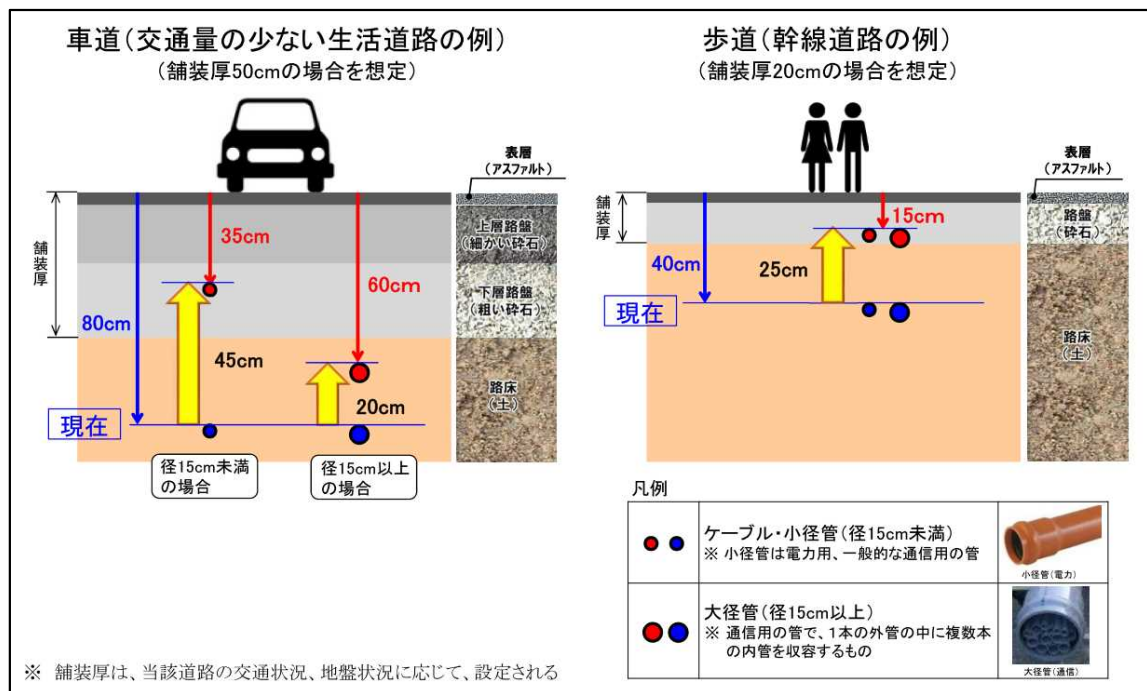 車道(交通量の少ない生活道路の例)
(舗装厚50cmの場合を想定)
表層
(アスファルト)
舗装厚
35cm
上層路盤
(細かい砕石)
60cm
下層路盤
(粗い砕石)
80cm
45cm
路床
(土)
20cm
現在
径15cm未満
の場合
径15cm以上
の場合
歩道(幹線道路の例)
(舗装厚20cmの場合を想定)
表層
(アスファルト)
舗装厚
15cm
路盤
(砕石)
40cm
25cm
現在
路床
(土)
凡例
ケーブル・小径管(径15cm未満)
※ 小径管は電力用、一般的な通信用の管
小径管(電力)
大径管(径15cm以上)
※ 通信用の管で、1本の外管の中に複数本
の内管を収容するもの
大径管(通信)
※ 舗装厚は、当該道路の交通状況、地盤状況に応じて、設定される